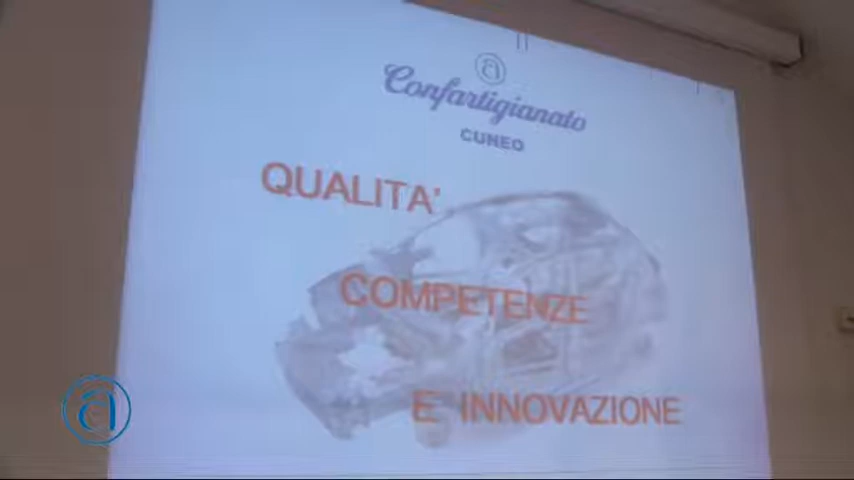 Confartigianato
CUNEO
QUALITA'
COMPETENZE
E INNOVAZIONE